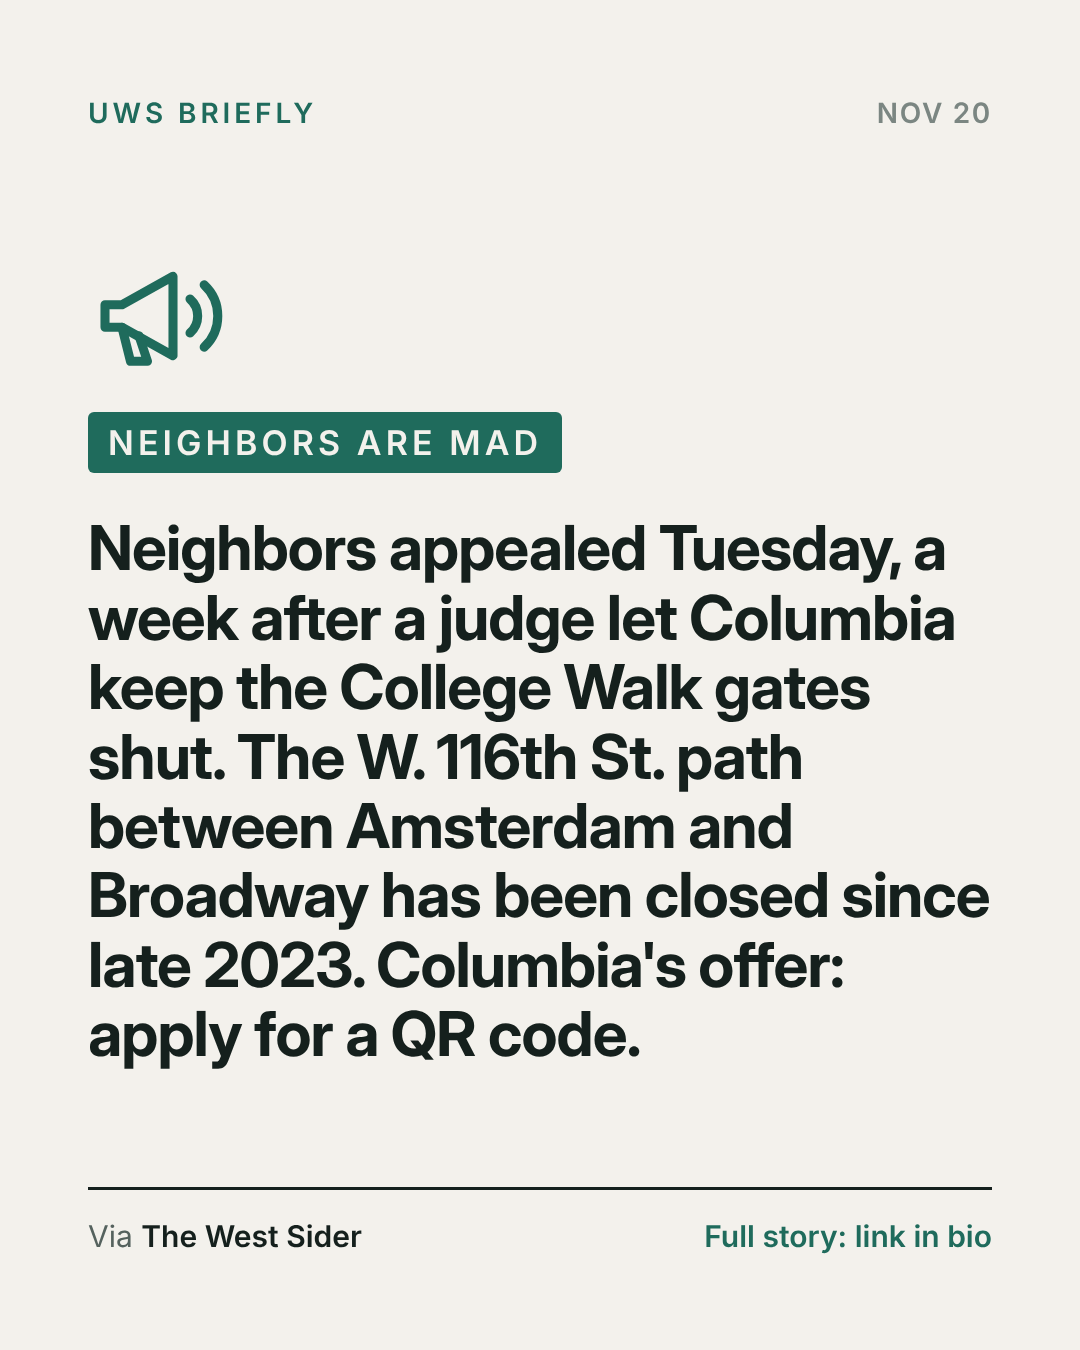 UWS BRIEFLY
NOV 20
NEIGHBORS ARE MAD
Neighbors appealed Tuesday, a
week after a judge let Columbia
keep the College Walk gates
shut. The W. 116th St. path
between Amsterdam and
Broadway has been closed since
late 2023. Columbia's offer:
apply for a QR code.
Via The West Sider
Full story: link in bio